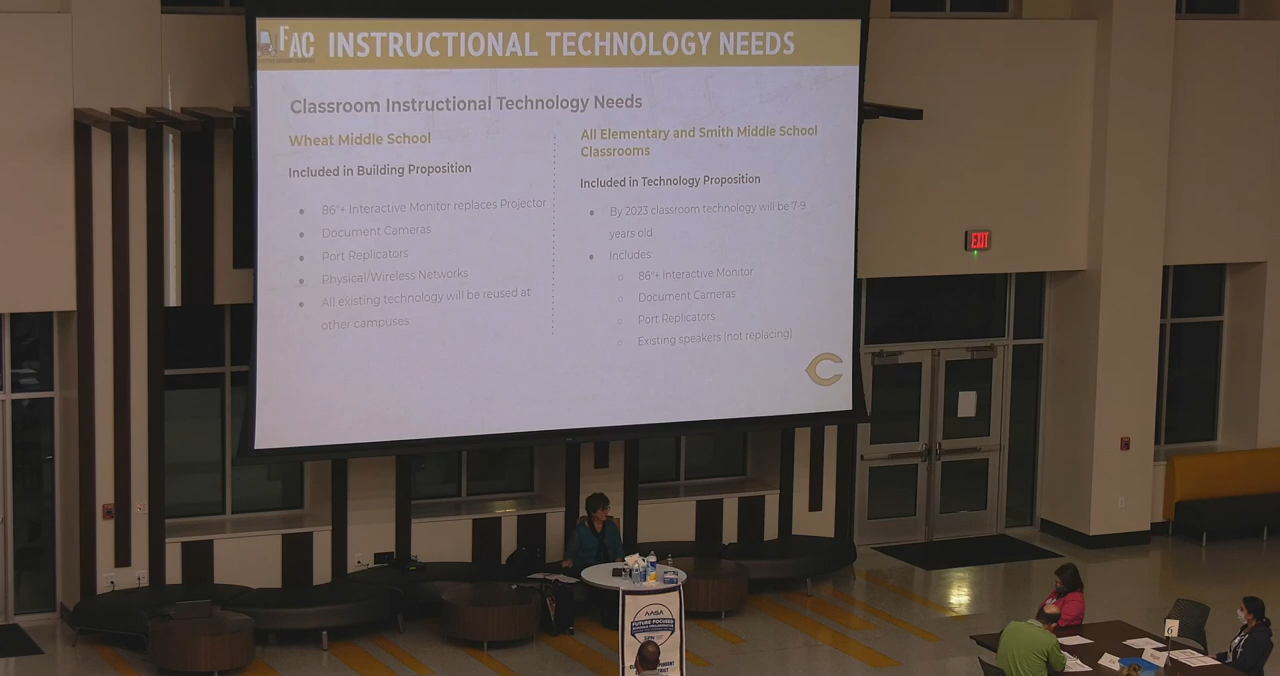 FAC INSTRUCTIONAL TECHNOLOGY NEEDS
Classroom Instructional Technology Needs
Wheat Middle School
Included in Building Proposition
86"+ Interactive Monitor replaces Projector
Document Cameras
Port Replicators
Physical/Wireless Networks
All existing technology will be reused at
other campuses
All Elementary and Smith Middle School
Classrooms
Included in Technology Proposition
By 2023 classroom technology will be 7-9
years old
Includes:
86"+ Interactive Monitor
Document Cameras
Port Replicators
Existing speakers (not replacing)
C
EXIT
AASA
FUTURE-FOCUSED
6